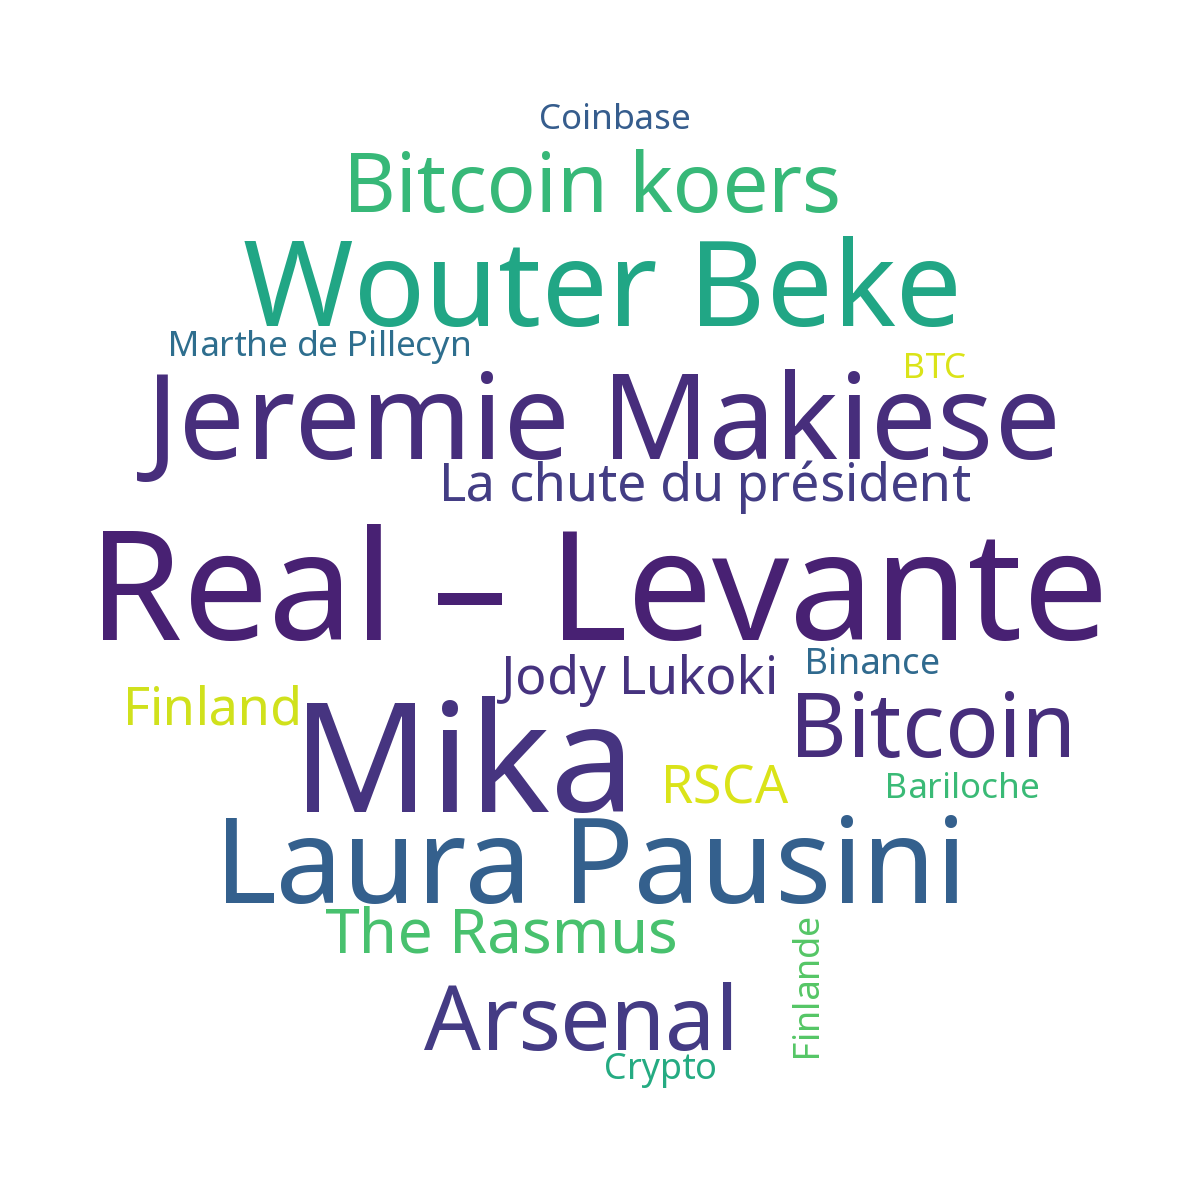 Coinbase
Bitcoin koers
Wouter Beke
Marthe de Pillecyn
BTC
Jeremie Makiese
La chute du président
Real – Levante
Jody Lukoki
Binance
Finland
Mika
Bitcoin
RSCA
Bariloche
Laura Pausini
The Rasmus
Finlande
Arsenal
Crypto